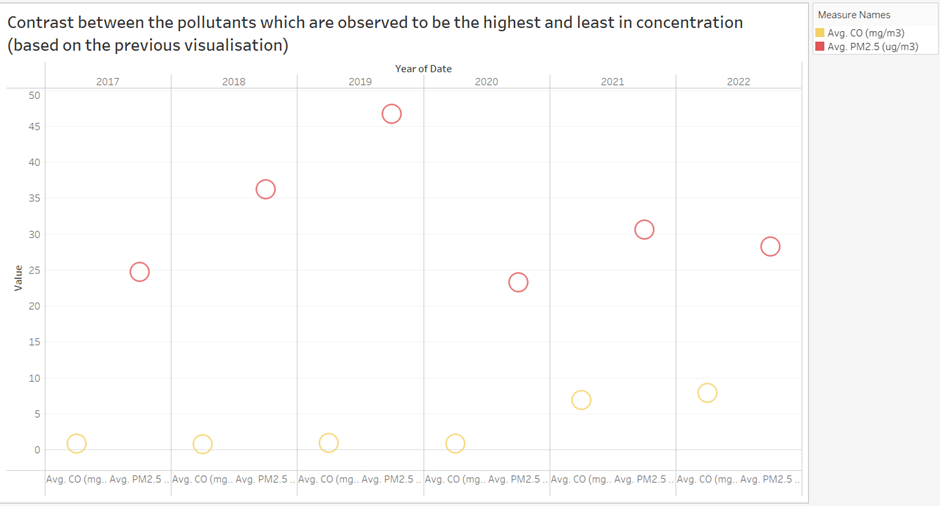 Contrast between the pollutants which are observed to be the highest and least in concentration
(based on the previous visualisation)
Measure Names
Avg. CO (mg/m3)
Avg. PM2.5 (ug/m3)
Year of Date
2017 2018 2019 2020 2021 2022
50
45
40
35
30
25
20
15
10
5
0
Value
Avg. CO (mg.. Avg. PM2.5 .. Avg. CO (mg.. Avg. PM2.5 .. Avg. CO (mg.. Avg. PM2.5 .. Avg. CO (mg.. Avg. PM2.5 .. Avg. CO (mg.. Avg. PM2.5 .. Avg. CO (mg.. Avg. PM2.5 ..